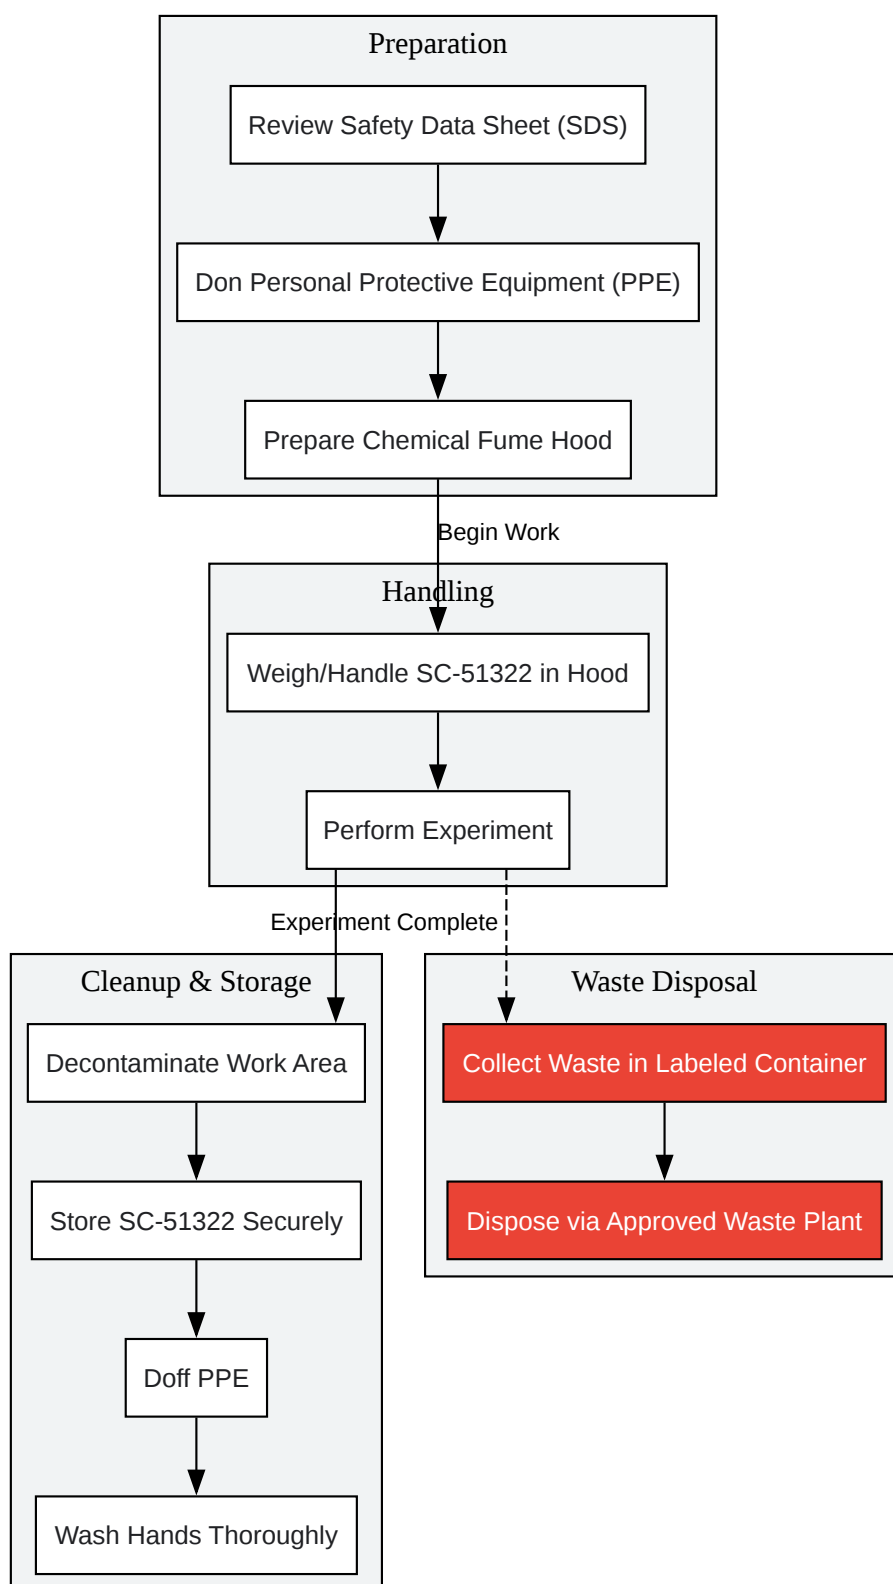 Preparation
Review Safety Data Sheet (SDS)
Don Personal Protective Equipment (PPE)
Prepare Chemical Fume Hood
Begin Work
Handling
Weigh/Handle SC-51322 in Hood
Perform Experiment
Experiment Complete
Cleanup & Storage
Decontaminate Work Area
Store SC-51322 Securely
Doff PPE
Wash Hands Thoroughly
Waste Disposal
Collect Waste in Labeled Container
Dispose via Approved Waste Plant